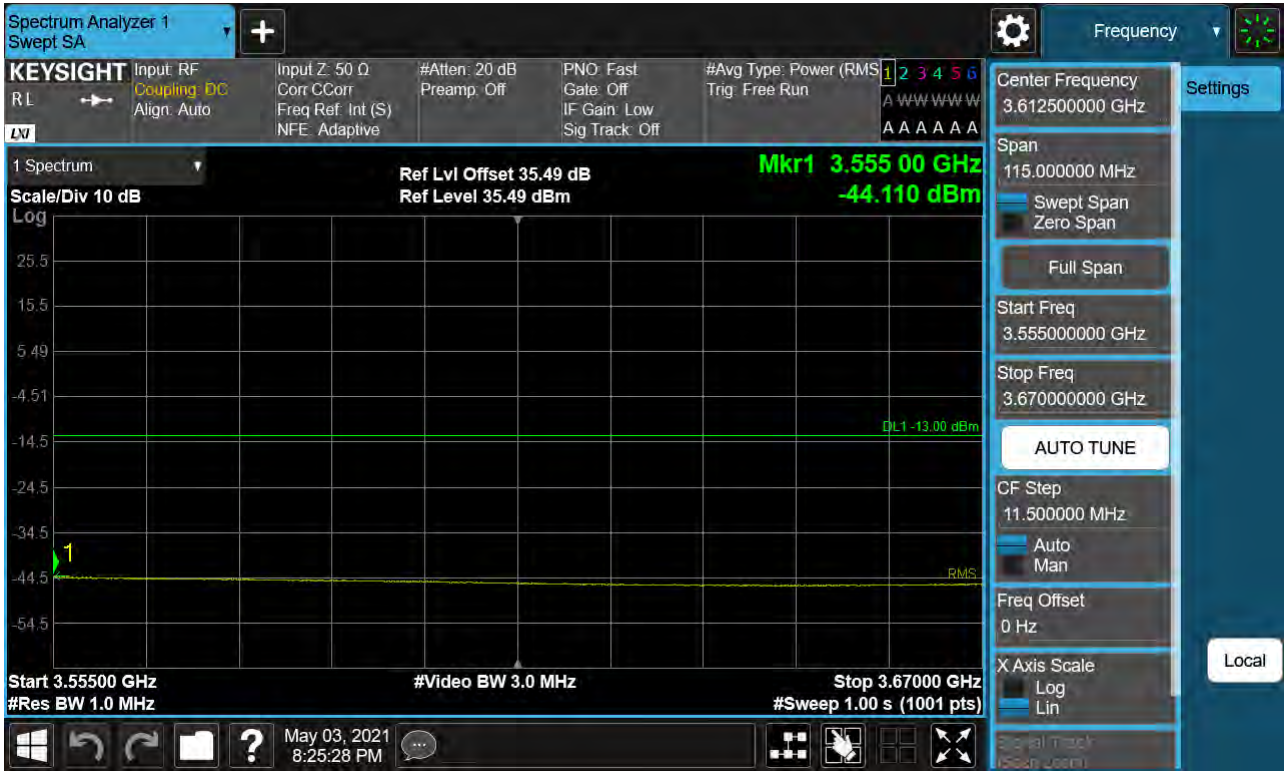 Spectrum Analyzer 1
Swept SA
Frequency
KEYSIGHT
R L
LXI
Input: RF
Coupling: DC
Align: Auto
Input Z: 50 Ω
Corr CCorr
Freq Ref: Int (S)
NFE: Adaptive
#Atten: 20 dB
Preamp: Off
PNO: Fast
Gate: Off
IF Gain: Low
Sig Track: Off
#Avg Type: Power (RMS
Trig: Free Run
1 2 3 4 5 6
A W W W W W
A A A A A A
1 Spectrum
Scale/Div 10 dB
Log
Ref Lvl Offset 35.49 dB
Ref Level 35.49 dBm
Mkr1 3.555 00 GHz
-44.110 dBm
25.5
15.5
5.49
-4.51
DL1 -13.00 dBm
-14.5
-24.5
-34.5
1
-44.5
RMS
-54.5
Start 3.55500 GHz
#Video BW 3.0 MHz
Stop 3.67000 GHz
#Res BW 1.0 MHz
#Sweep 1.00 s (1001 pts)
May 03, 2021
8:25:28 PM
Center Frequency
3.612500000 GHz
Settings
Span
115.000000 MHz
Swept Span
Zero Span
Full Span
Start Freq
3.555000000 GHz
Stop Freq
3.670000000 GHz
AUTO TUNE
CF Step
11.500000 MHz
Auto
Man
Freq Offset
0 Hz
X Axis Scale
Log
Lin
Local
Signal Track
(Span Zoom)